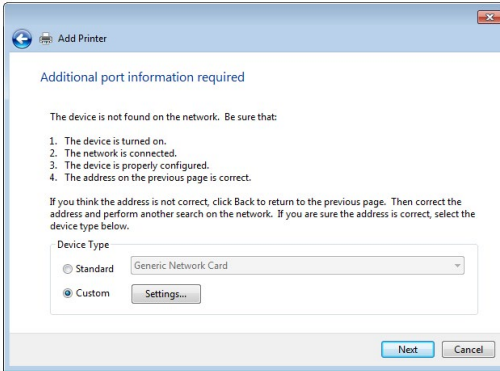 Add Printer
Additional port information required
The device is not found on the network.  Be sure that:
1.  The device is turned on.
2.  The network is connected.
3.  The device is properly configured.
4.  The address on the previous page is correct.
If you think the address is not correct, click Back to return to the previous page.  Then correct the
address and perform another search on the network.  If you are sure the address is correct, select the
device type below.
Device Type
Standard
Generic Network Card
Custom
Settings...
Next
Cancel